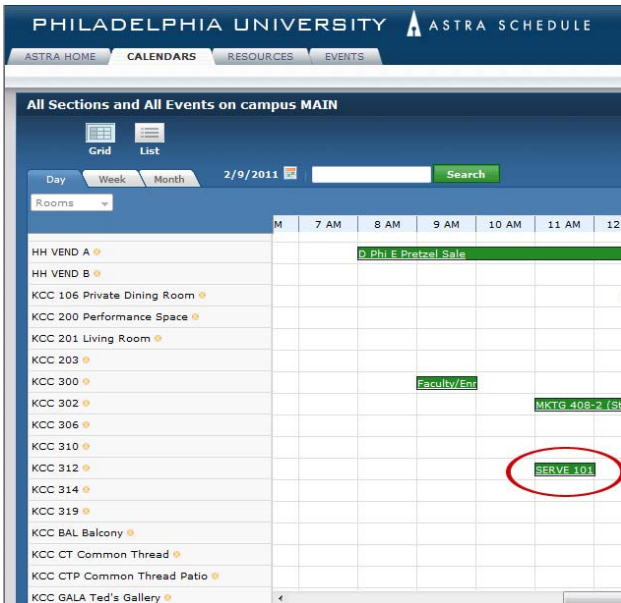 PHILADELPHIA UNIVERSITY ASTRA SCHEDULE
ASTRA HOME CALENDARS RESOURCES EVENTS
All Sections and All Events on campus MAIN
Grid List
Day Week Month 2/9/2011 Search
Rooms
M 7 AM 8 AM 9 AM 10 AM 11 AM 12
HH VEND A D Phi E Pretzel Sale
HH VEND B
KCC 106 Private Dining Room
KCC 200 Performance Space
KCC 201 Living Room
KCC 203
KCC 300 Faculty/Enr
KCC 302 MKTG 408-2 (St
KCC 306
KCC 310
KCC 312 SERVE 101
KCC 314
KCC 319
KCC BAL Balcony
KCC CT Common Thread
KCC CTP Common Thread Patio
KCC GALA Ted's Gallery